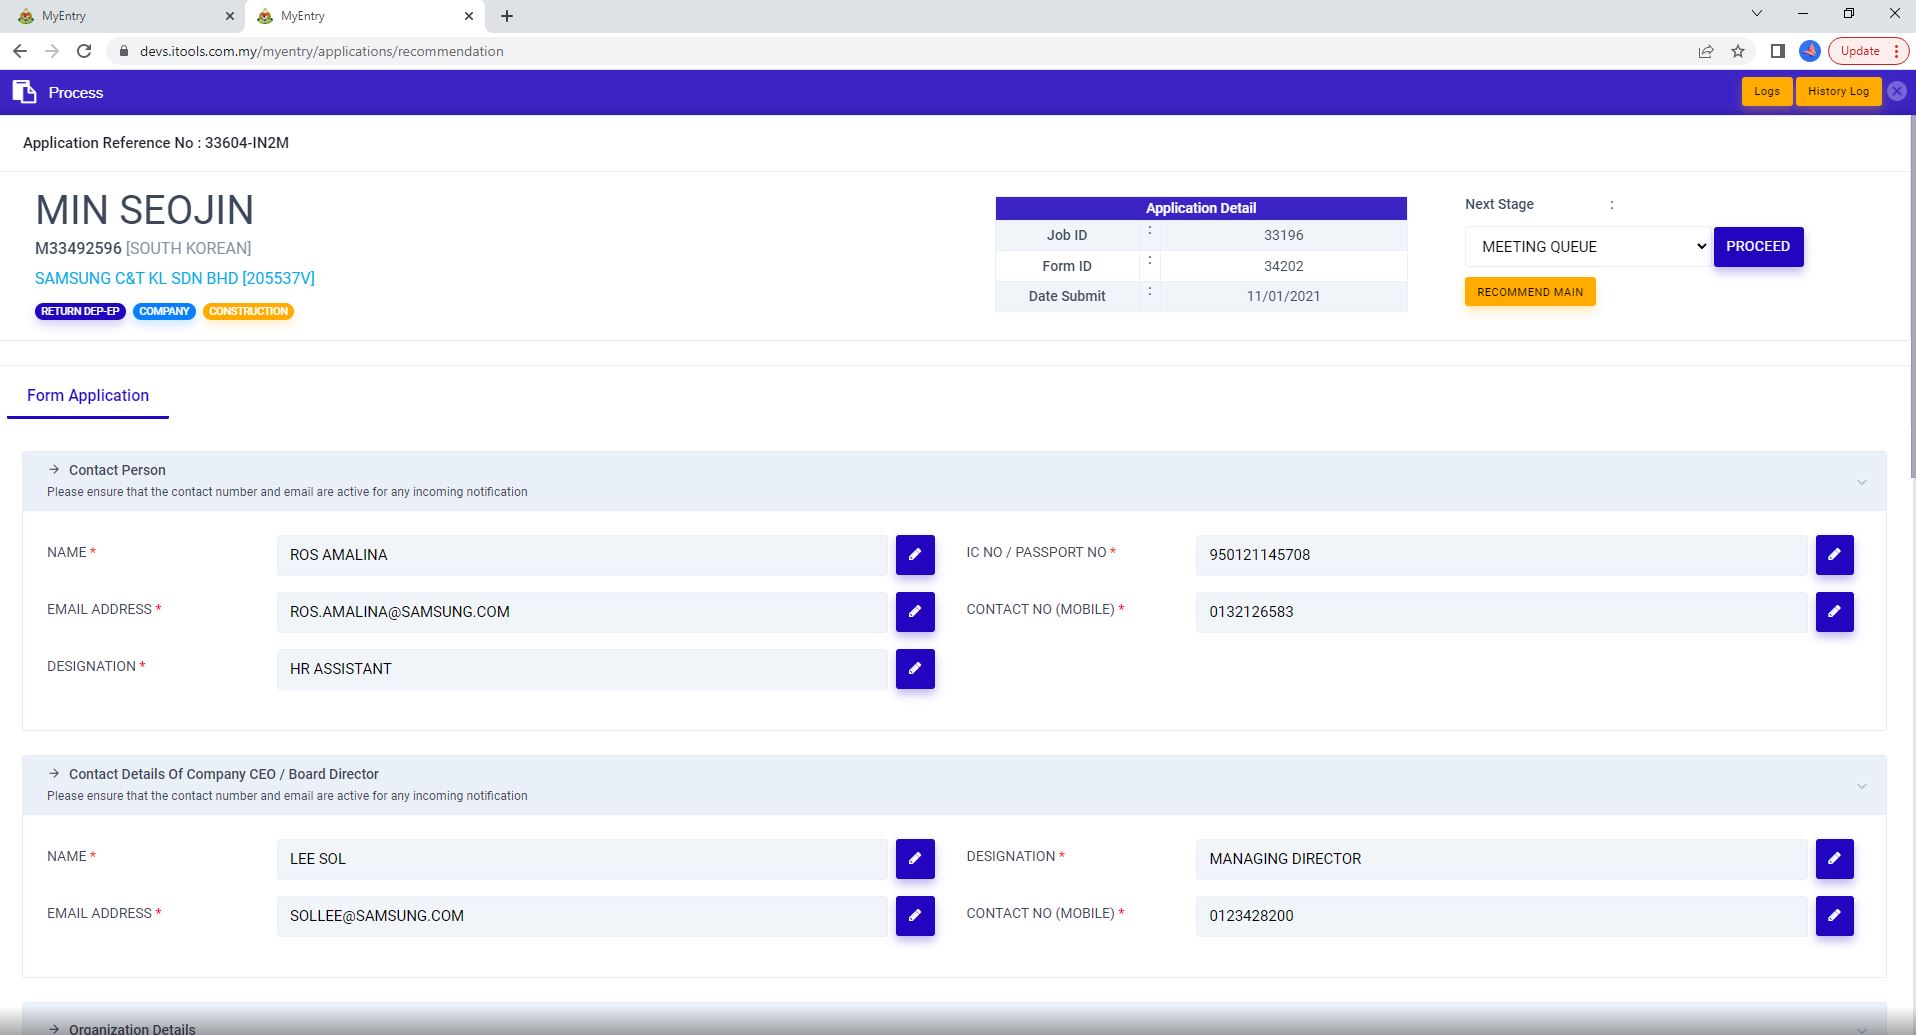 MyEntry
MyEntry
devs.itools.com.my/myentry/applications/recommendation
Update
Process
Logs
History Log
Application Reference No : 33604-IN2M
MIN SEOJIN
M33492596 [SOUTH KOREAN]
SAMSUNG C&T KL SDN BHD [205537V]
RETURN DEP-EP COMPANY CONSTRUCTION
Application Detail
Job ID : 33196
Form ID : 34202
Date Submit : 11/01/2021
Next Stage :
MEETING QUEUE
PROCEED
RECOMMEND MAIN
Form Application
Contact Person
Please ensure that the contact number and email are active for any incoming notification
NAME * ROS AMALINA
IC NO / PASSPORT NO * 950121145708
EMAIL ADDRESS * ROS.AMALINA@SAMSUNG.COM
CONTACT NO (MOBILE) * 0132126583
DESIGNATION * HR ASSISTANT
Contact Details Of Company CEO / Board Director
Please ensure that the contact number and email are active for any incoming notification
NAME * LEE SOL
DESIGNATION * MANAGING DIRECTOR
EMAIL ADDRESS * SOLLEE@SAMSUNG.COM
CONTACT NO (MOBILE) * 0123428200
Organization Details